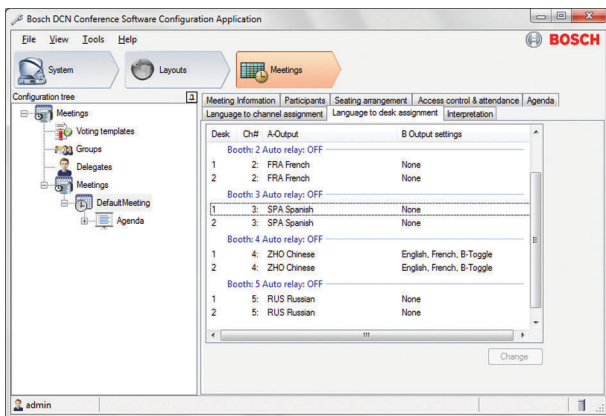 Bosch DCN Conference Software Configuration Application
File View Tools Help
BOSCH
System
Layouts
Meetings
Configuration tree
Meetings
Voting templates
Groups
Delegates
Meetings
DefaultMeeting
Agenda
Meeting Information Participants Seating arrangement Access control & attendance Agenda
Language to channel assignment Language to desk assignment Interpretation
Desk Ch# A-Output B Output settings
Booth: 2 Auto relay: OFF
1 2: FRA French None
2 2: FRA French None
Booth: 3 Auto relay: OFF
1 3: SPA Spanish None
2 3: SPA Spanish None
Booth: 4 Auto relay: OFF
1 4: ZHO Chinese English, French, B-Toggle
2 4: ZHO Chinese English, French, B-Toggle
Booth: 5 Auto relay: OFF
1 5: RUS Russian None
2 5: RUS Russian None
Change
admin